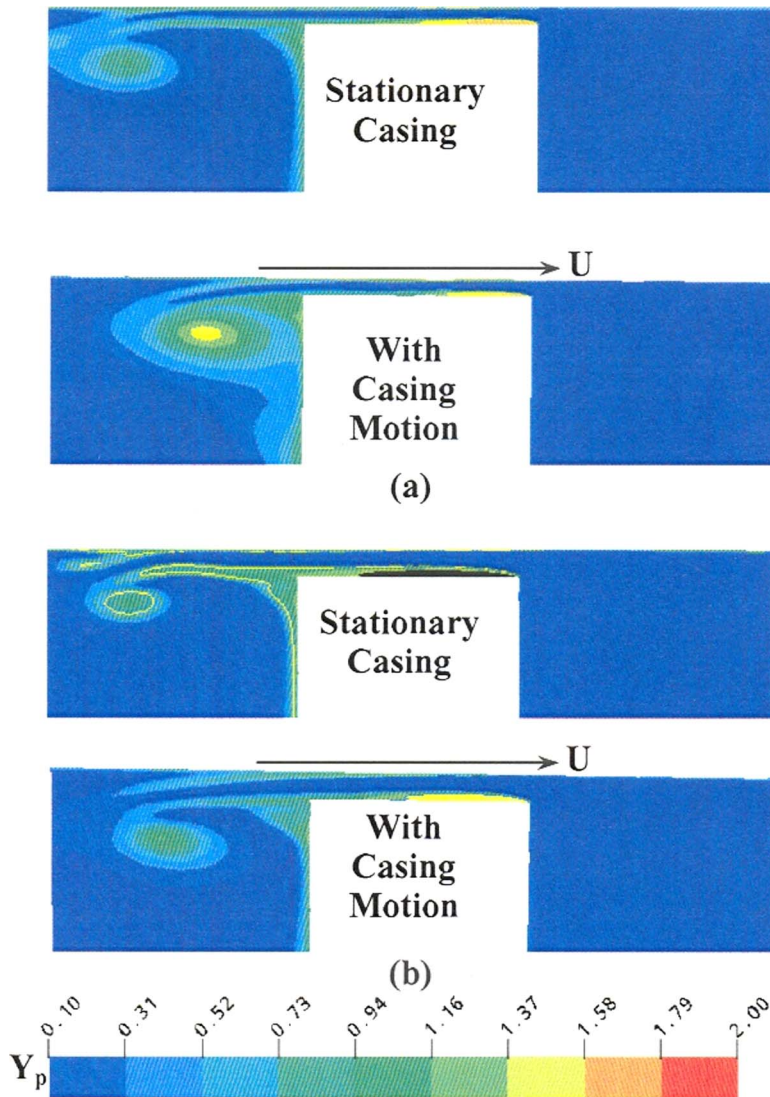 Stationary
Casing
U
With
Casing
Motion
(a)
Stationary
Casing
U
With
Casing
Motion
(b)
0.10 0.31 0.52 0.73 0.94 1.16 1.37 1.58 1.79 2.00
Yp